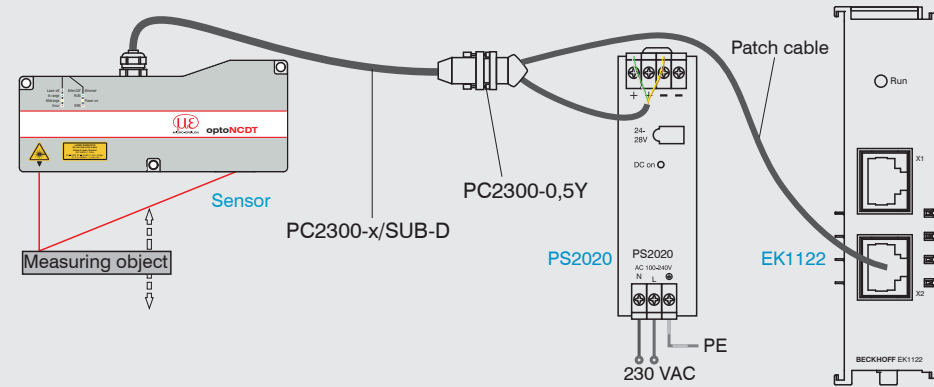 optoNCDT
Sensor
Measuring object
PC2300-x/SUB-D
PC2300-0,5Y
+ + − −
24-
28V
DC on
PS2020
PS2020
AC 100-240V
N L
PE
230 VAC
Patch cable
Run
X1
EK1122
X2
BECKHOFF EK1122